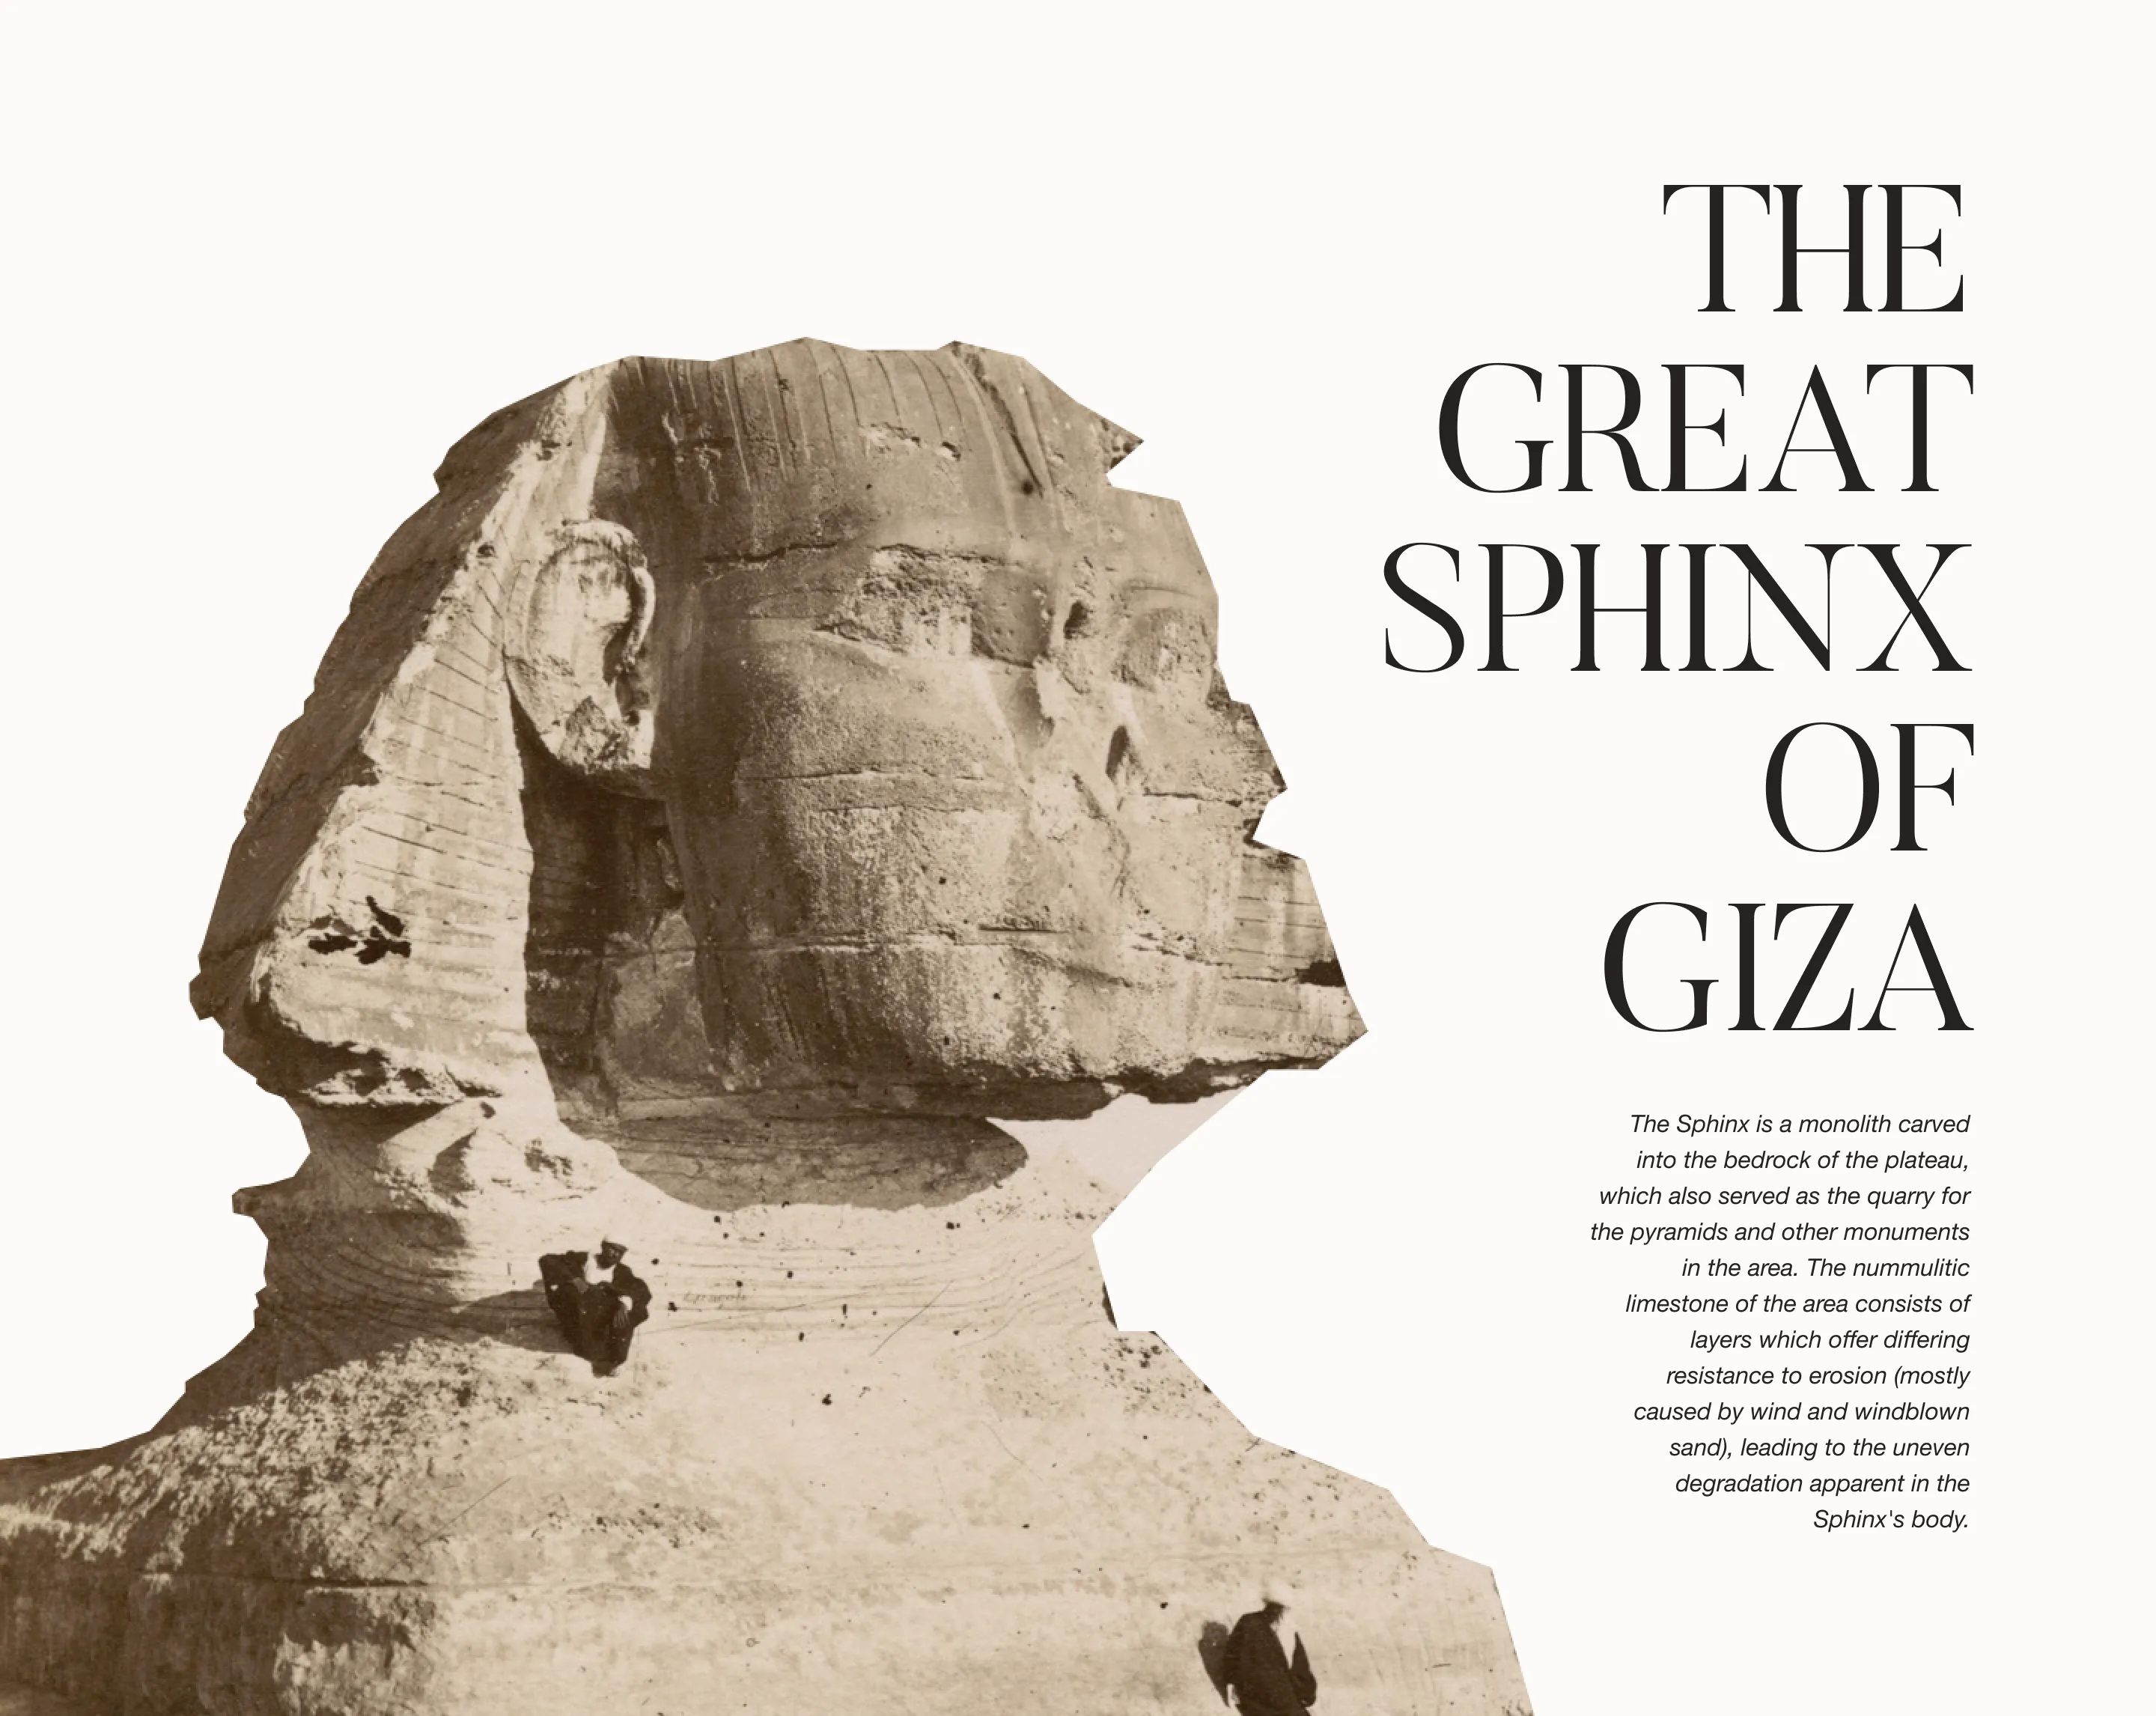 THE
GREAT
SPHINX
OF
GIZA
The Sphinx is a monolith carved
into the bedrock of the plateau,
which also served as the quarry for
the pyramids and other monuments
in the area. The nummulitic
limestone of the area consists of
layers which offer differing
resistance to erosion (mostly
caused by wind and windblown
sand), leading to the uneven
degradation apparent in the
Sphinx's body.